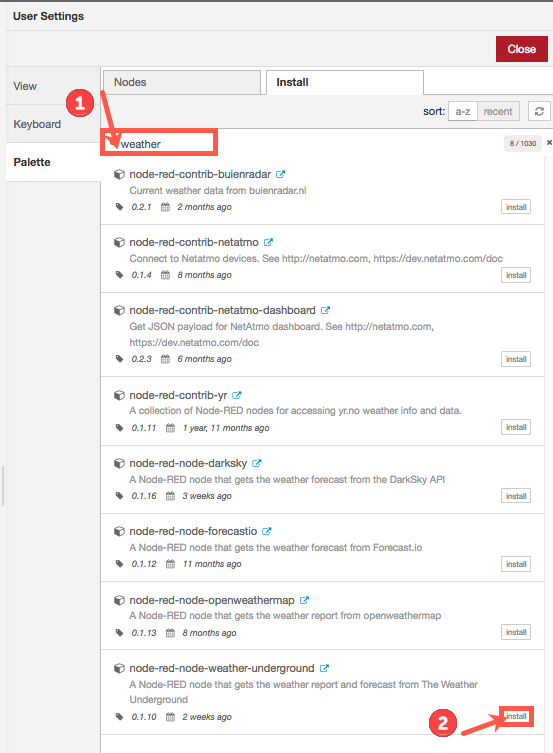 User Settings
Close
View
Nodes
Install
1
sort: a-z recent
Keyboard
weather
8 / 1030
Palette
node-red-contrib-buienradar
Current weather data from buienradar.nl
0.2.1 2 months ago
install
node-red-contrib-netatmo
Connect to Netatmo devices. See http://netatmo.com, https://dev.netatmo.com/doc
0.1.4 8 months ago
install
node-red-contrib-netatmo-dashboard
Get JSON payload for NetAtmo dashboard. See http://netatmo.com,
https://dev.netatmo.com/doc
0.2.3 6 months ago
install
node-red-contrib-yr
A collection of Node-RED nodes for accessing yr.no weather info and data.
0.1.11 1 year, 11 months ago
install
node-red-node-darksky
A Node-RED node that gets the weather forecast from the DarkSky API
0.1.16 3 weeks ago
install
node-red-node-forecastio
A Node-RED node that gets the weather forecast from Forecast.io
0.1.12 11 months ago
install
node-red-node-openweathermap
A Node-RED node that gets the weather report from openweathermap
0.1.13 8 months ago
install
node-red-node-weather-underground
A Node-RED node that gets the weather report and forecast from The Weather
Underground
0.1.10 2 weeks ago
2
install